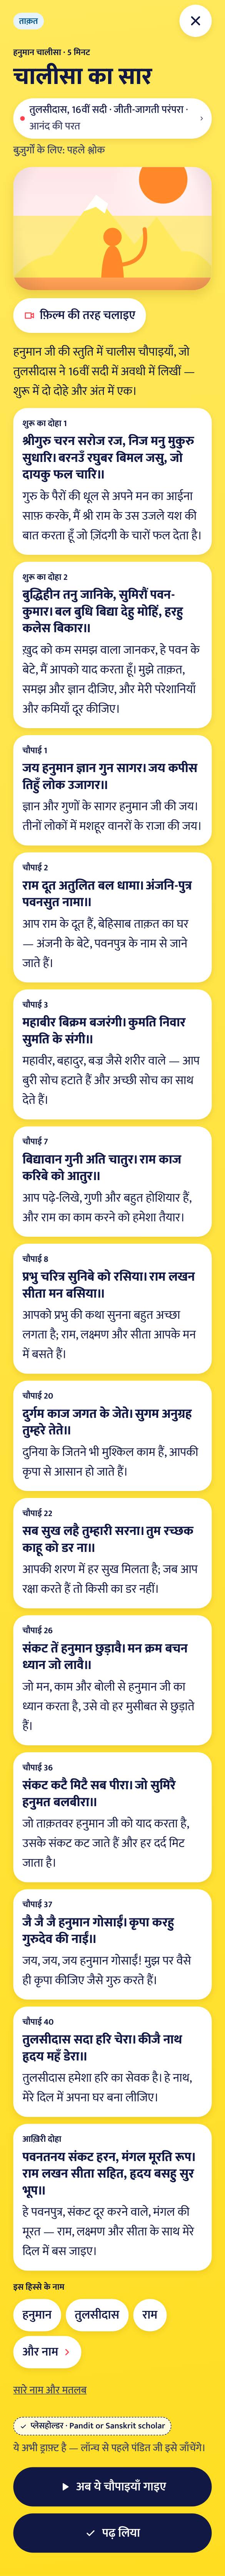 ताक़त
हनुमान चालीसा · 5 मिनट
चालीसा का सार
तुलसीदास, 16वीं सदी · जीती-जागती परंपरा ·
आनंद की परत
बुज़ुर्गों के लिए: पहले श्लोक
फ़िल्म की तरह चलाइए
हनुमान जी की स्तुति में चालीस चौपाइयाँ, जो
तुलसीदास ने 16वीं सदी में अवधी में लिखीं —
शुरू में दो दोहे और अंत में एक।
शुरू का दोहा 1
श्रीगुरु चरन सरोज रज, निज मनु मुकुरु
सुधारि। बरनउँ रघुबर बिमल जसु, जो
दायकु फल चारि॥
गुरु के पैरों की धूल से अपने मन का आईना
साफ़ करके, मैं श्री राम के उस उजले यश की
बात करता हूँ जो ज़िंदगी के चारों फल देता है।
शुरू का दोहा 2
बुद्धिहीन तनु जानिके, सुमिरौं पवन-
कुमार। बल बुधि बिद्या देहु मोहिं, हरहु
कलेस बिकार॥
ख़ुद को कम समझ वाला जानकर, हे पवन के
बेटे, मैं आपको याद करता हूँ। मुझे ताक़त,
समझ और ज्ञान दीजिए, और मेरी परेशानियाँ
और कमियाँ दूर कीजिए।
चौपाई 1
जय हनुमान ज्ञान गुन सागर। जय कपीस
तिहुँ लोक उजागर॥
ज्ञान और गुणों के सागर हनुमान जी की जय।
तीनों लोकों में मशहूर वानरों के राजा की जय।
चौपाई 2
राम दूत अतुलित बल धामा। अंजनि-पुत्र
पवनसुत नामा॥
आप राम के दूत हैं, बेहिसाब ताक़त का घर
— अंजनी के बेटे, पवनपुत्र के नाम से जाने
जाते हैं।
चौपाई 3
महाबीर बिक्रम बजरंगी। कुमति निवार
सुमति के संगी॥
महावीर, बहादुर, बज्र जैसे शरीर वाले — आप
बुरी सोच हटाते हैं और अच्छी सोच का साथ
देते हैं।
चौपाई 7
बिद्यावान गुनी अति चातुर। राम काज
करिबे को आतुर॥
आप पढ़े-लिखे, गुणी और बहुत होशियार हैं,
और राम का काम करने को हमेशा तैयार।
चौपाई 8
प्रभु चरित्र सुनिबे को रसिया। राम लखन
सीता मन बसिया॥
आपको प्रभु की कथा सुनना बहुत अच्छा
लगता है; राम, लक्ष्मण और सीता आपके मन
में बसते हैं।
चौपाई 20
दुर्गम काज जगत के जेते। सुगम अनुग्रह
तुम्हरे तेते॥
दुनिया के जितने भी मुश्किल काम हैं, आपकी
कृपा से आसान हो जाते हैं।
चौपाई 22
सब सुख लहै तुम्हारी सरना। तुम रच्छक
काहू को डर ना॥
आपकी शरण में हर सुख मिलता है; जब आप
रक्षा करते हैं तो किसी का डर नहीं।
चौपाई 26
संकट तें हनुमान छुड़ावै। मन क्रम बचन
ध्यान जो लावै॥
जो मन, काम और बोली से हनुमान जी का
ध्यान करता है, उसे वो हर मुसीबत से छुड़ाते
हैं।
चौपाई 36
संकट कटै मिटै सब पीरा। जो सुमिरै
हनुमत बलबीरा॥
जो ताक़तवर हनुमान जी को याद करता है,
उसके संकट कट जाते हैं और हर दर्द मिट
जाता है।
चौपाई 37
जै जै जै हनुमान गोसाईं। कृपा करहु
गुरुदेव की नाईं॥
जय, जय, जय हनुमान गोसाईं! मुझ पर वैसे
ही कृपा कीजिए जैसे गुरु करते हैं।
चौपाई 40
तुलसीदास सदा हरि चेरा। कीजै नाथ
हृदय महँ डेरा॥
तुलसीदास हमेशा हरि का सेवक है। हे नाथ,
मेरे दिल में अपना घर बना लीजिए।
आख़िरी दोहा
पवनतनय संकट हरन, मंगल मूरति रूप।
राम लखन सीता सहित, हृदय बसहु सुर
भूप॥
हे पवनपुत्र, संकट दूर करने वाले, मंगल की
मूरत — राम, लक्ष्मण और सीता के साथ मेरे
दिल में बस जाइए।
इस हिस्से के नाम
हनुमान
तुलसीदास
राम
और नाम
सारे नाम और मतलब
प्लेसहोल्डर · Pandit or Sanskrit scholar
ये अभी ड्राफ़्ट है — लॉन्च से पहले पंडित जी इसे जाँचेंगे।
अब ये चौपाइयाँ गाइए
पढ़ लिया